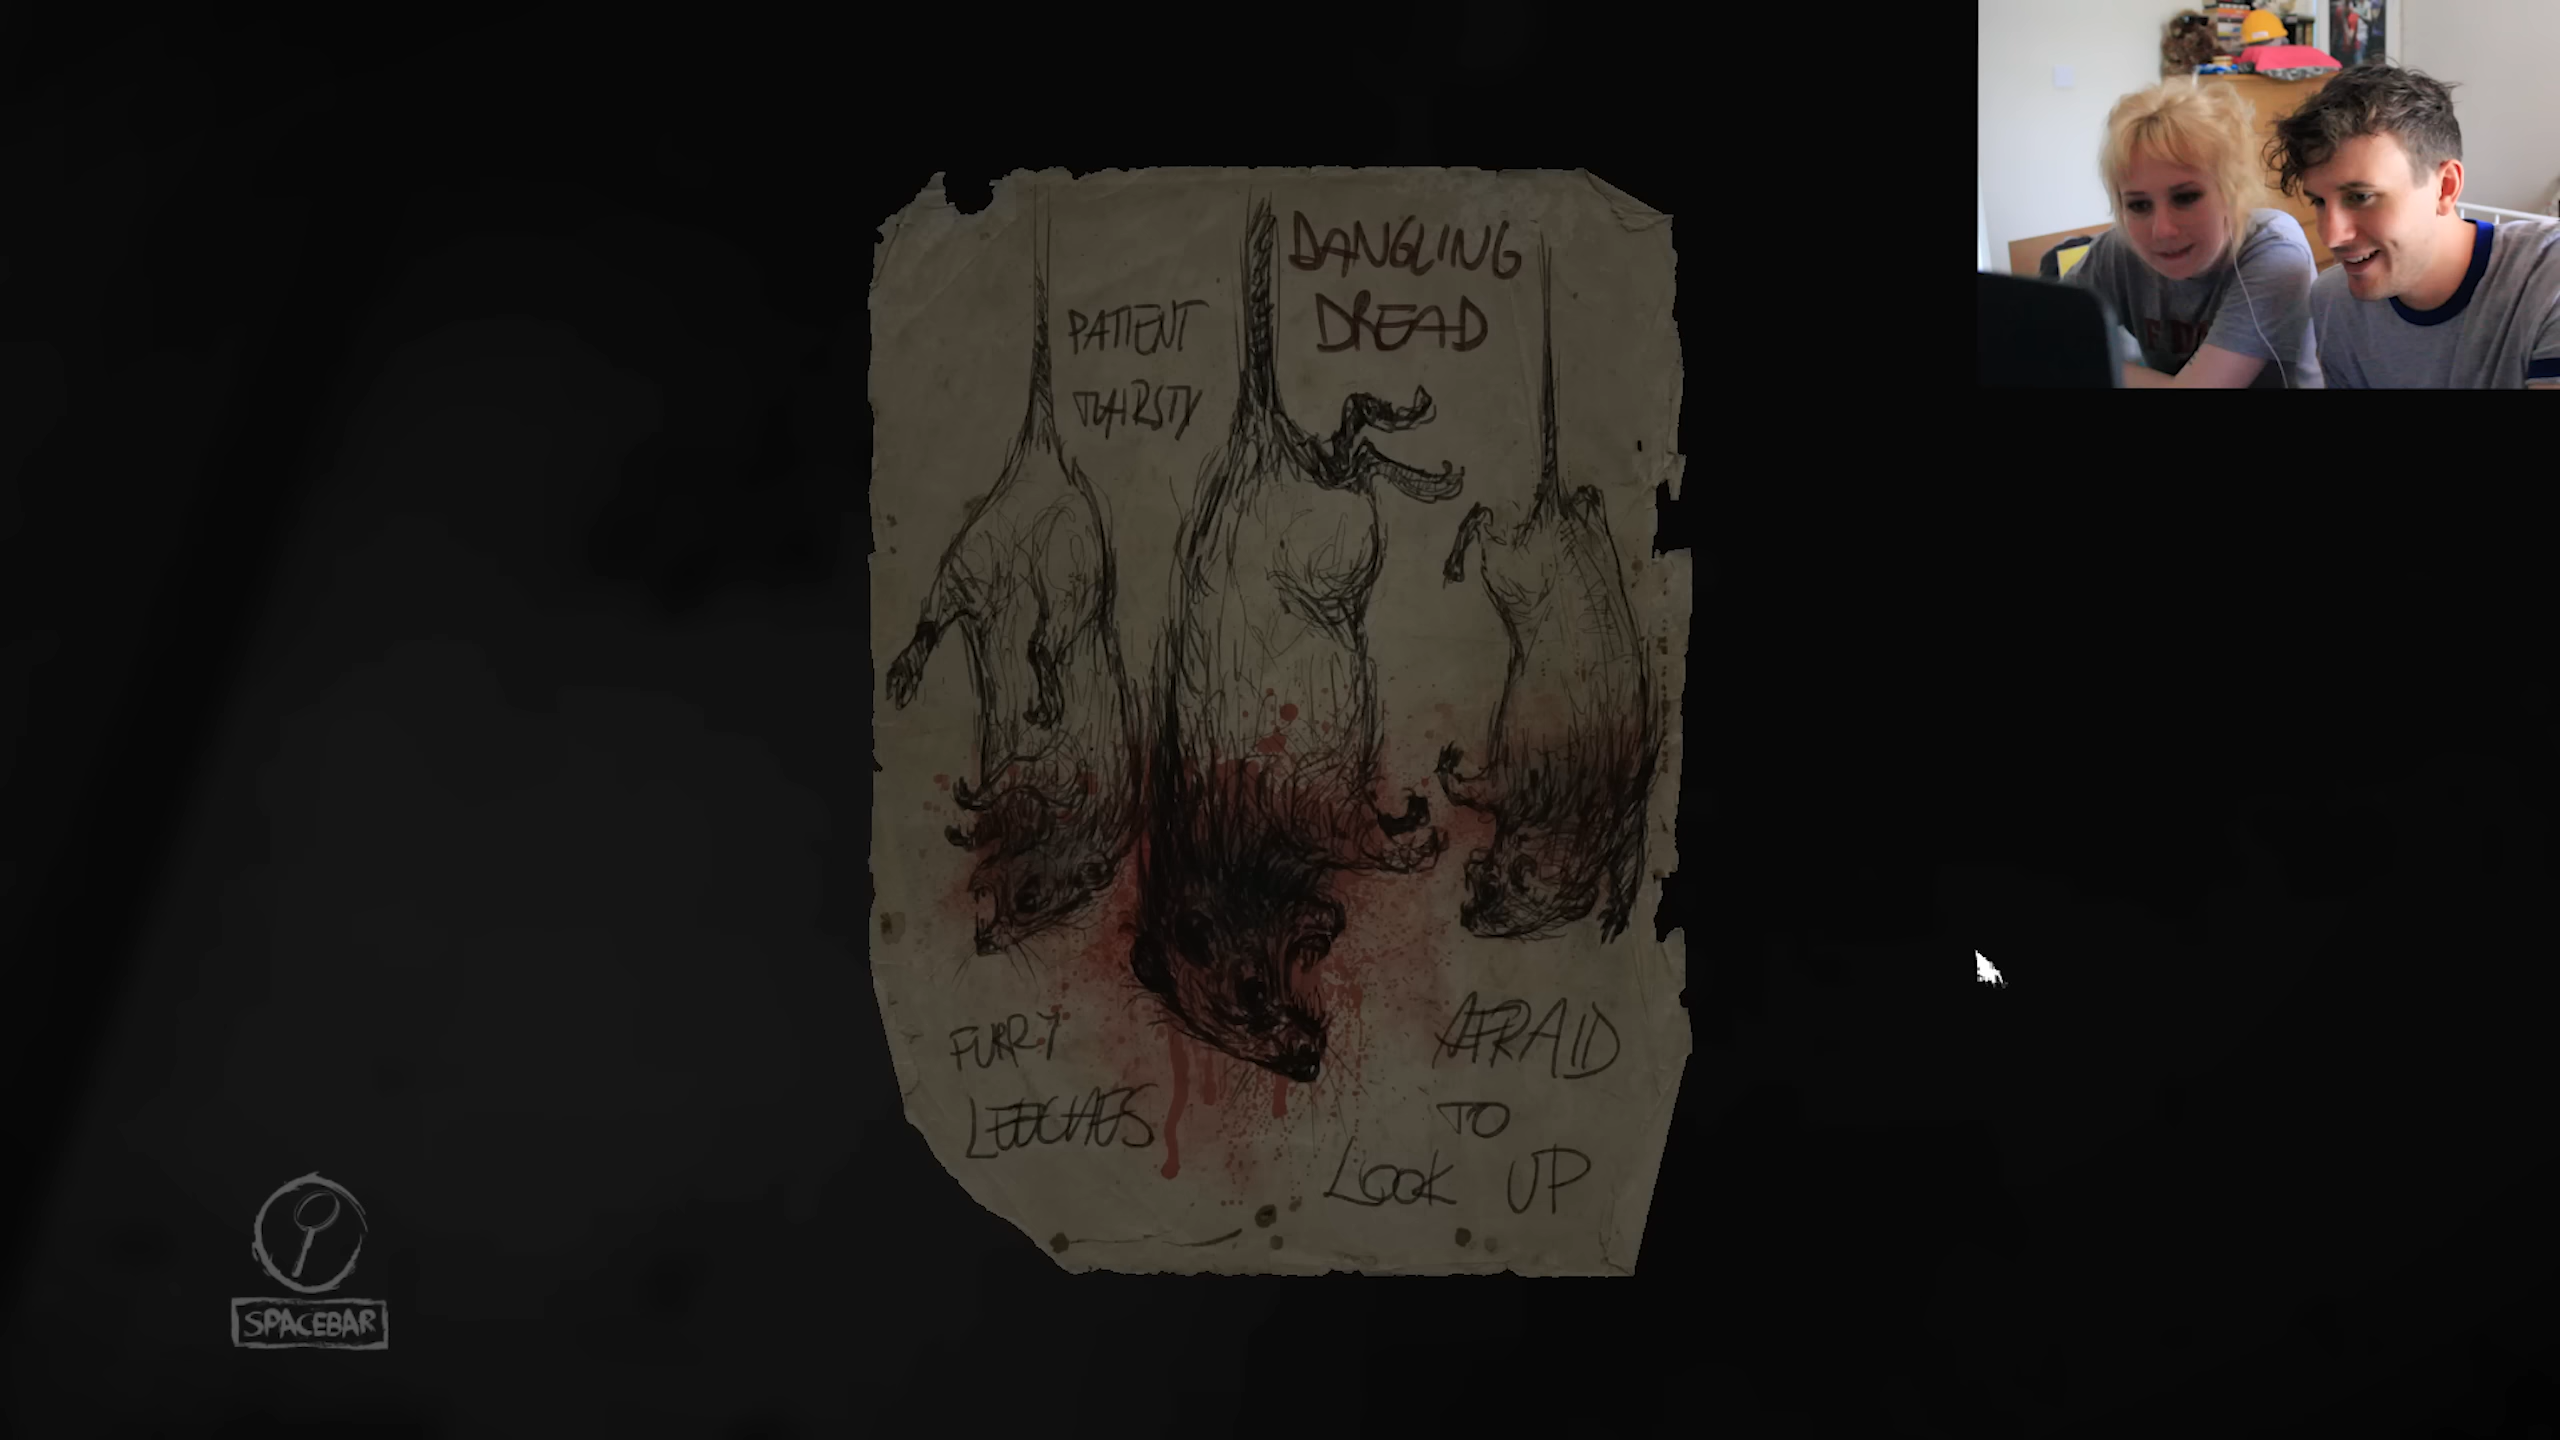 DANGLING
DREAD
PATIENT
THIRSTY
FURRY
LEECHES
AFRAID
TO
LOOK UP
SPACEBAR